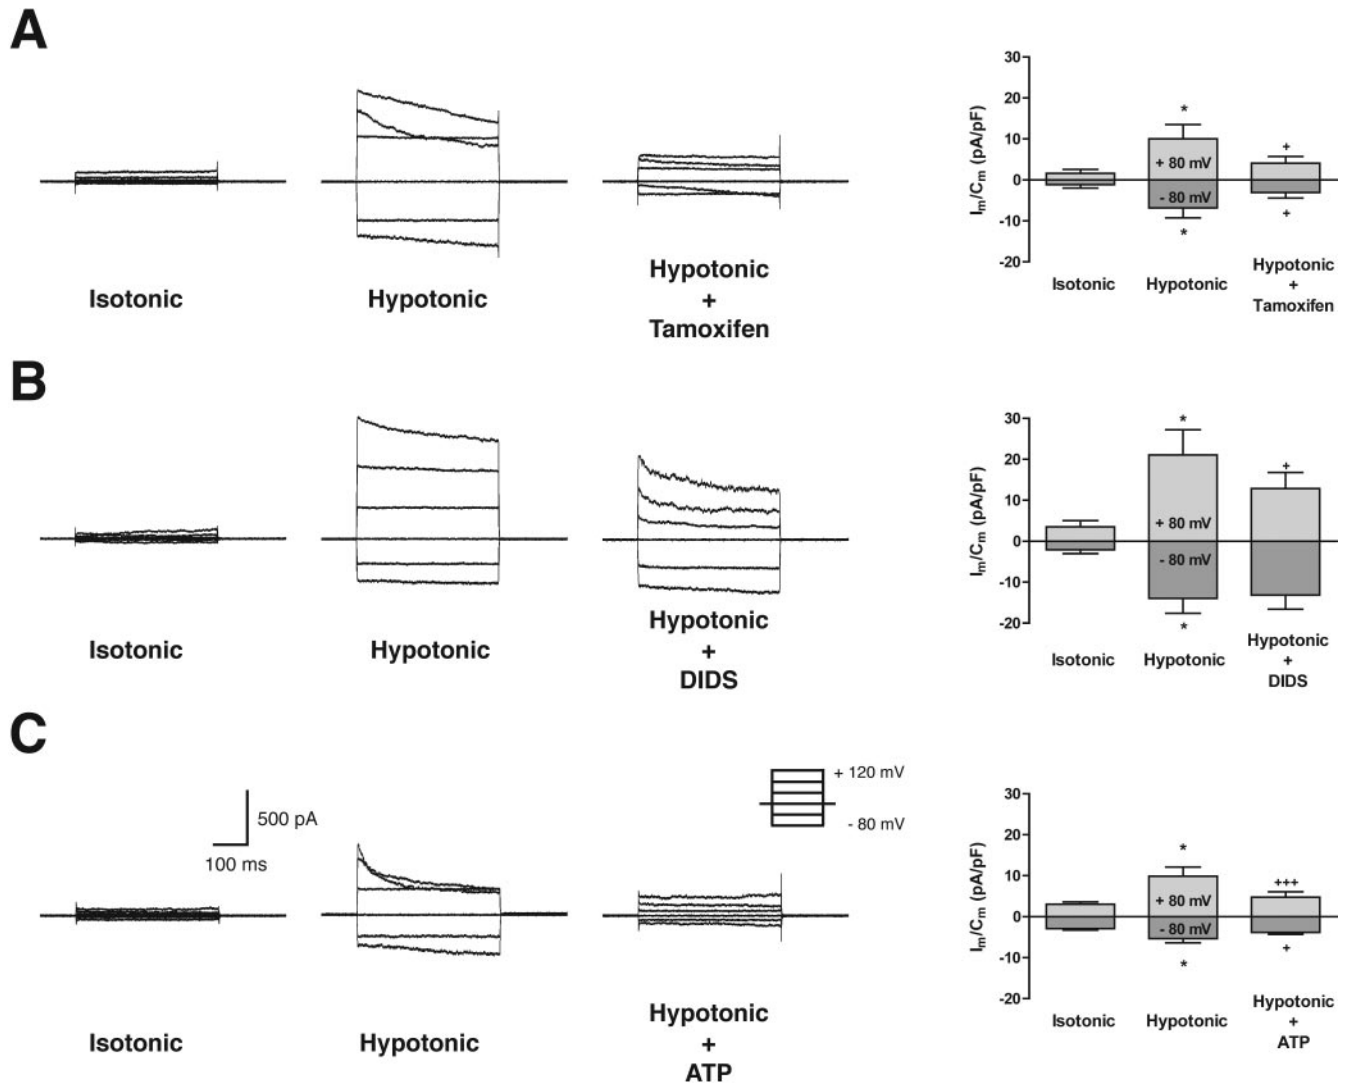 A
30
20
10
0
-10
-20
Im/Cm (pA/pF)
*
+ 80 mV
- 80 mV
*
+
+
Isotonic
Hypotonic
Hypotonic
+
Tamoxifen
Isotonic
Hypotonic
Hypotonic
+
Tamoxifen
B
30
20
10
0
-10
-20
Im/Cm (pA/pF)
*
+ 80 mV
- 80 mV
*
+
Isotonic
Hypotonic
Hypotonic
+
DIDS
Isotonic
Hypotonic
Hypotonic
+
DIDS
C
500 pA
100 ms
+ 120 mV
- 80 mV
30
20
10
0
-10
-20
Im/Cm (pA/pF)
*
+ 80 mV
- 80 mV
*
+++
+
Isotonic
Hypotonic
Hypotonic
+
ATP
Isotonic
Hypotonic
Hypotonic
+
ATP